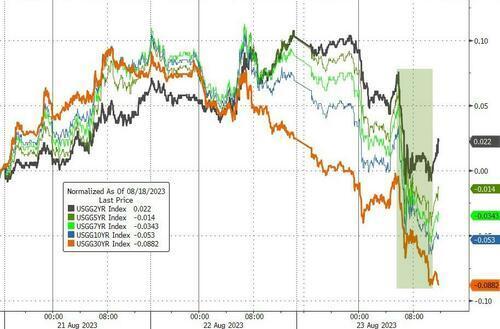 0.10
0.05
0.022
0.00
-0.014
-0.0343
-0.053
-0.0882
-0.10
Normalized As Of 08/18/2023
Last Price
USGG2YR Index 0.022
USGG5YR Index -0.014
USGG7YR Index -0.0343
USGG10YR Index -0.053
USGG30YR Index -0.0882
00:00 08:00 00:00 08:00 00:00 08:00
21 Aug 2023 22 Aug 2023 23 Aug 2023